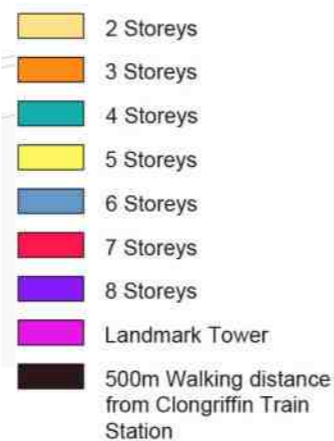 2 Storeys
3 Storeys
4 Storeys
5 Storeys
6 Storeys
7 Storeys
8 Storeys
Landmark Tower
500m Walking distance
from Clongriffin Train
Station